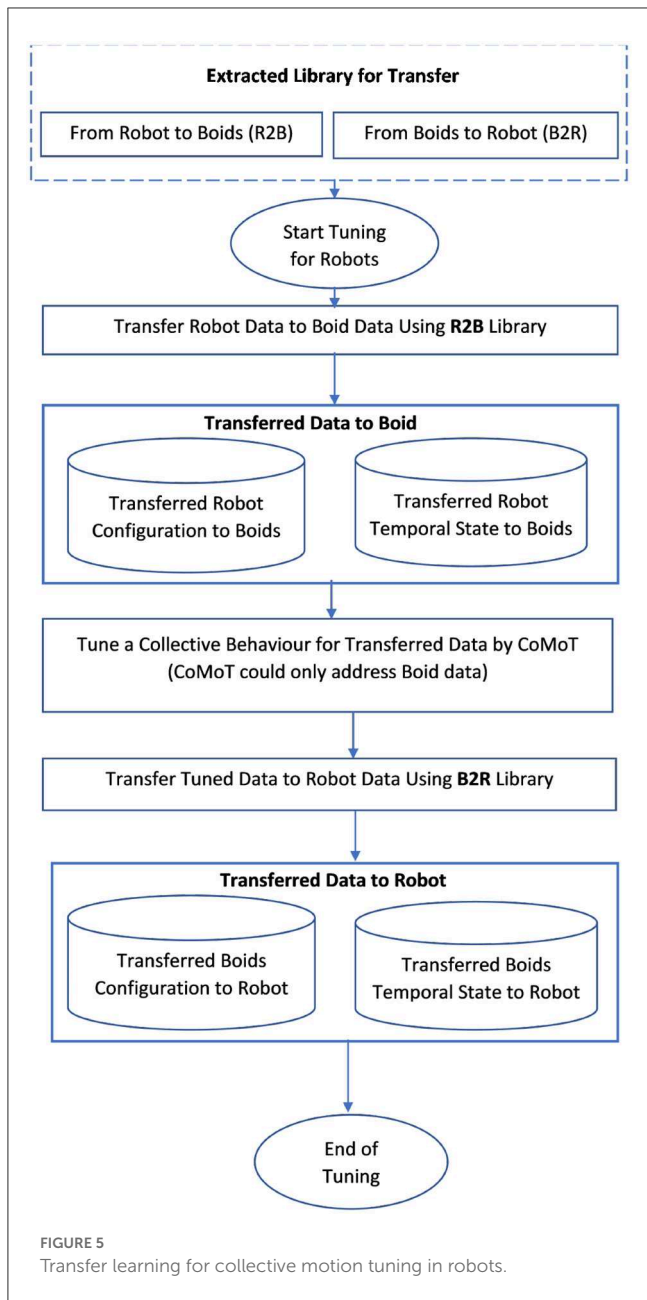 Extracted Library for Transfer
From Robot to Boids (R2B)
From Boids to Robot (B2R)
Start Tuning
for Robots
Transfer Robot Data to Boid Data Using R2B Library
Transferred Data to Boid
Transferred Robot
Configuration to Boids
Transferred Robot
Temporal State to Boids
Tune a Collective Behaviour for Transferred Data by CoMoT
(CoMoT could only address Boid data)
Transfer Tuned Data to Robot Data Using B2R Library
Transferred Data to Robot
Transferred Boids
Configuration to Robot
Transferred Boids
Temporal State to Robot
End of
Tuning
FIGURE 5
Transfer learning for collective motion tuning in robots.